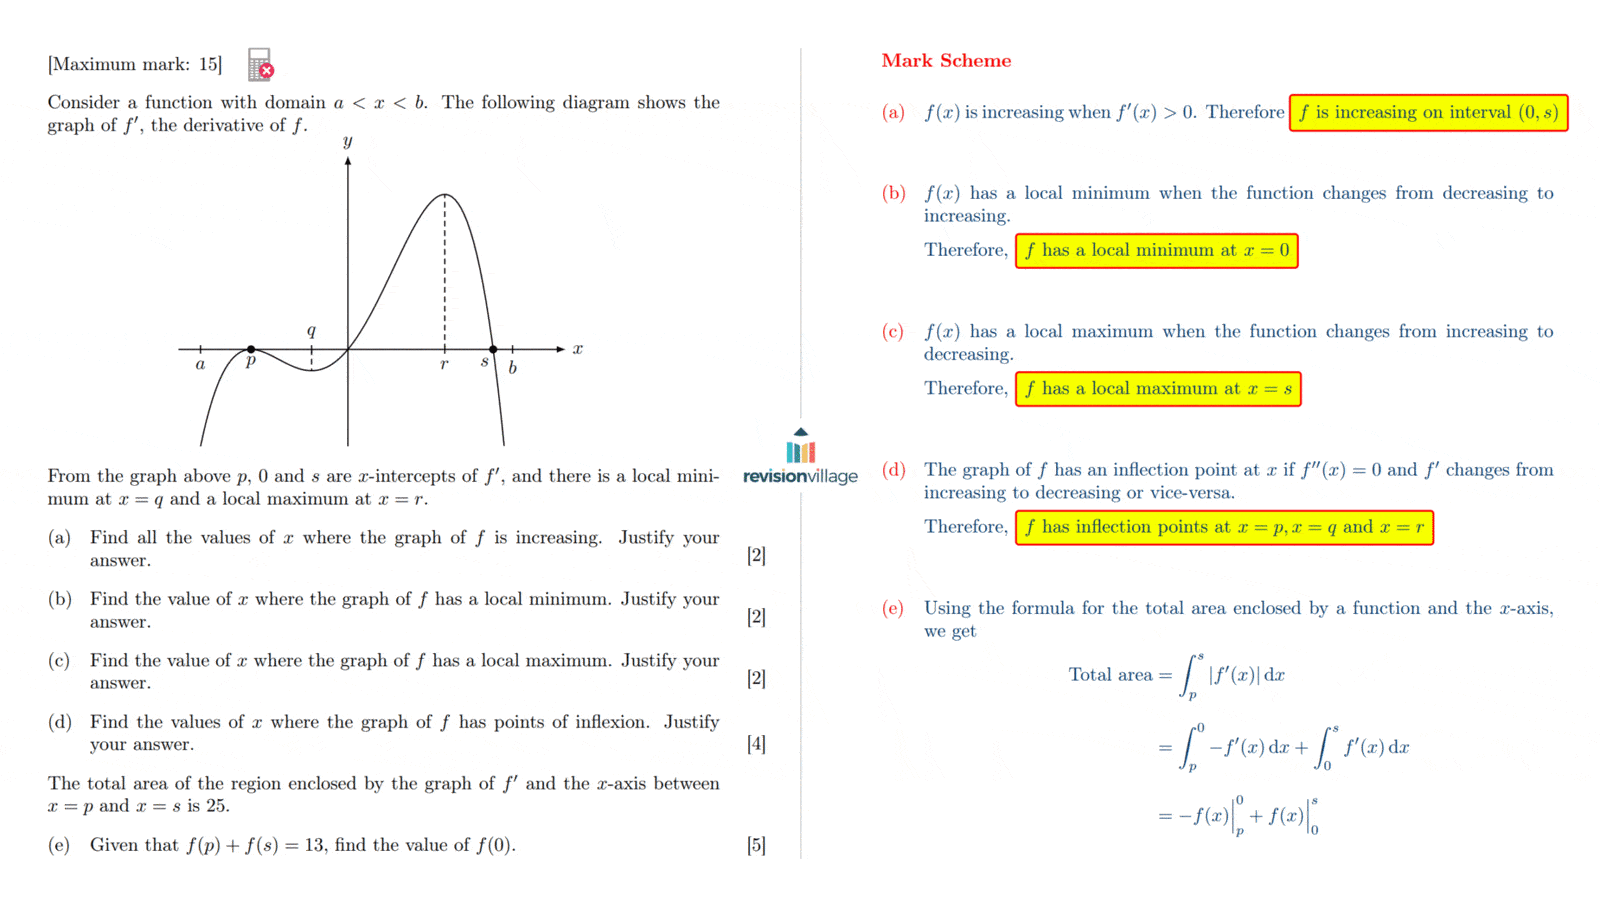 [Maximum mark: 15]
Consider a function with domain a < x < b. The following diagram shows the
graph of f′, the derivative of f.
y
q
x
a
p
r
s
b
From the graph above p, 0 and s are x-intercepts of f′, and there is a local mini-
mum at x = q and a local maximum at x = r.
(a) Find all the values of x where the graph of f is increasing. Justify your
answer. [2]
(b) Find the value of x where the graph of f has a local minimum. Justify your
answer. [2]
(c) Find the value of x where the graph of f has a local maximum. Justify your
answer. [2]
(d) Find the values of x where the graph of f has points of inflexion. Justify
your answer. [4]
The total area of the region enclosed by the graph of f′ and the x-axis between
x = p and x = s is 25.
(e) Given that f(p) + f(s) = 13, find the value of f(0). [5]
revisionvillage
Mark Scheme
(a) f(x) is increasing when f′(x) > 0. Therefore f is increasing on interval (0, s)
(b) f(x) has a local minimum when the function changes from decreasing to
increasing.
Therefore, f has a local minimum at x = 0
(c) f(x) has a local maximum when the function changes from increasing to
decreasing.
Therefore, f has a local maximum at x = s
(d) The graph of f has an inflection point at x if f″(x) = 0 and f′ changes from
increasing to decreasing or vice-versa.
Therefore, f has inflection points at x = p, x = q and x = r
(e) Using the formula for the total area enclosed by a function and the x-axis,
we get
Total area = ∫_p^s |f′(x)| dx
= ∫_p^0 −f′(x) dx + ∫_0^s f′(x) dx
= −f(x)|_p^0 + f(x)|_0^s